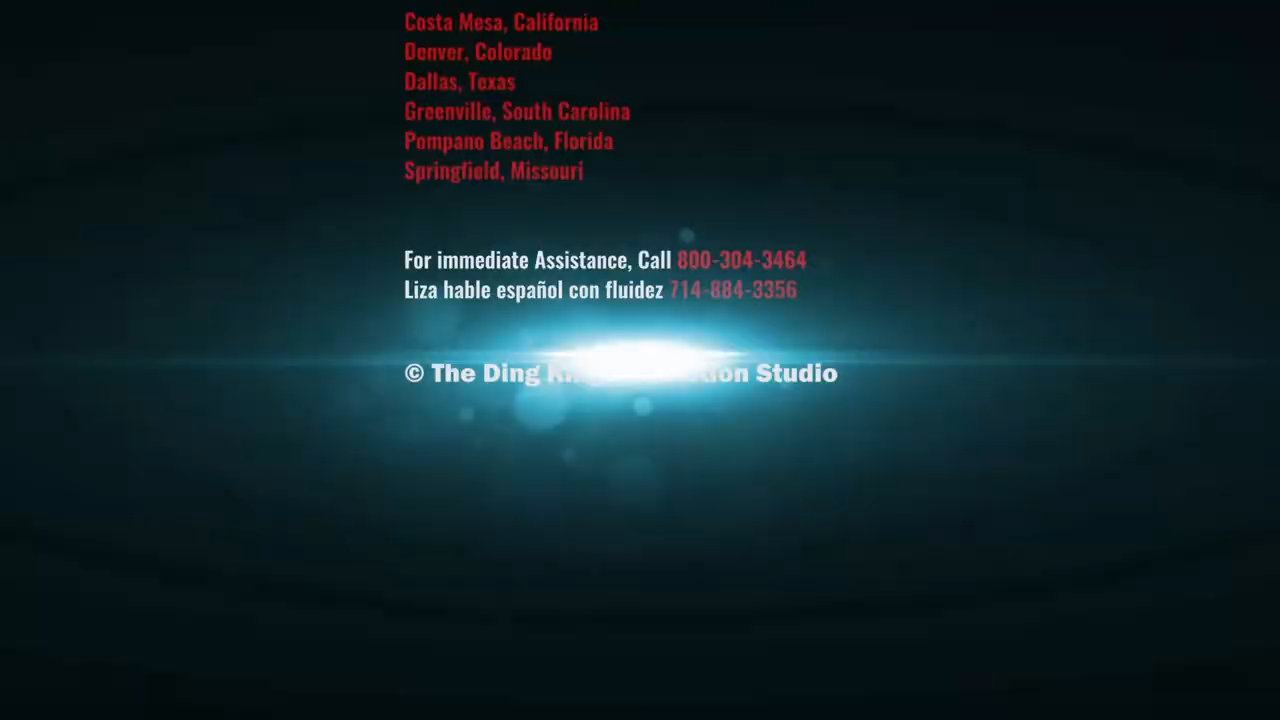 Costa Mesa, California
Denver, Colorado
Dallas, Texas
Greenville, South Carolina
Pompano Beach, Florida
Springfield, Missouri
For immediate Assistance, Call 800-304-3464
Liza hable español con fluidez 714-884-3356
© The Ding King Studio